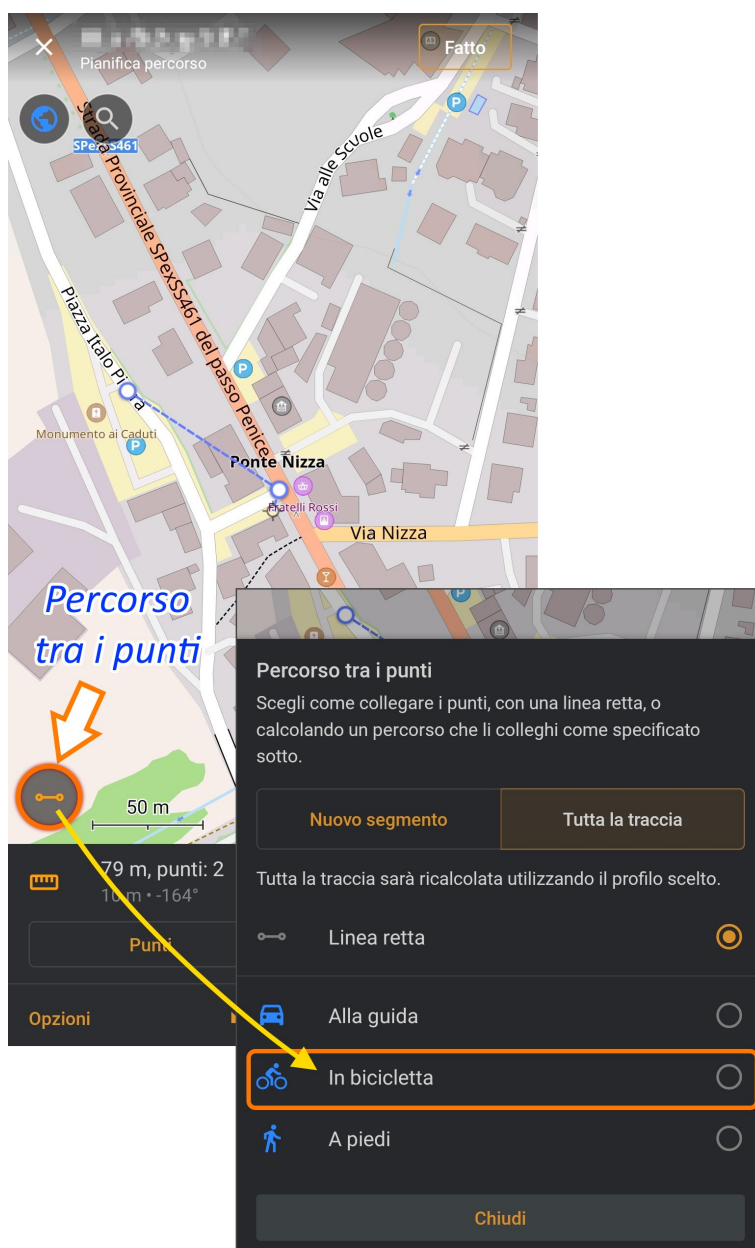 Pianifica percorso
Fatto
SPexSS461
Via alle Scuole
Strada Provinciale SPexSS461 del passo Penice
Piazza Italo Pietra
P
P
Monumento ai Caduti
P
Ponte Nizza
Fratelli Rossi
Via Nizza
Percorso
tra i punti
50 m
79 m, punti: 2
10 m • -164°
Punti
Opzioni
P
Percorso tra i punti
Scegli come collegare i punti, con una linea retta, o
calcolando un percorso che li colleghi come specificato
sotto.
Nuovo segmento
Tutta la traccia
Tutta la traccia sarà ricalcolata utilizzando il profilo scelto.
Linea retta
Alla guida
In bicicletta
A piedi
Chiudi